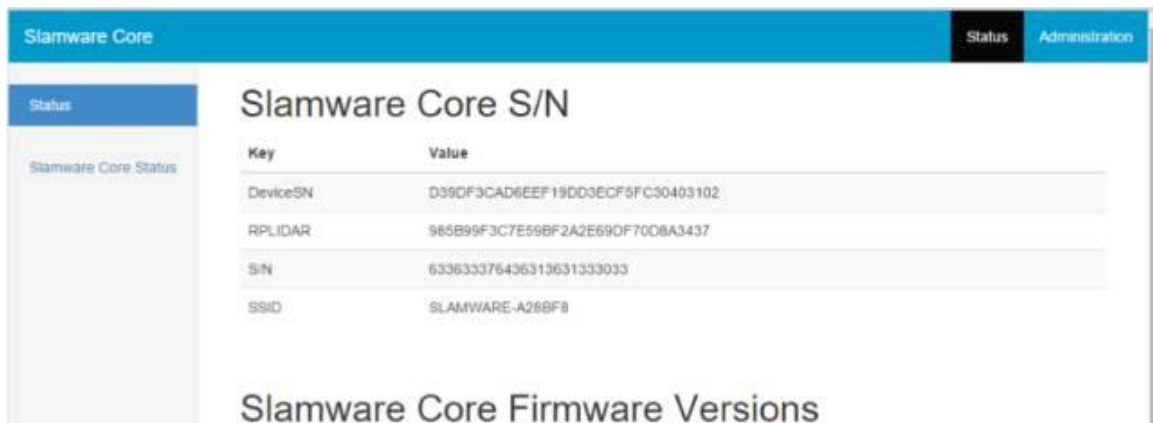 Slamware Core Status Administration
Status
Slamware Core Status
Slamware Core S/N
Key Value
DeviceSN D39DF3CAD6EEF19DD3ECF5FC30403102
RPLIDAR 985B99F3C7E59BF2A2E69DF70D8A3437
S/N 633633376436313631333033
SSID SLAMWARE-A28BF8
Slamware Core Firmware Versions